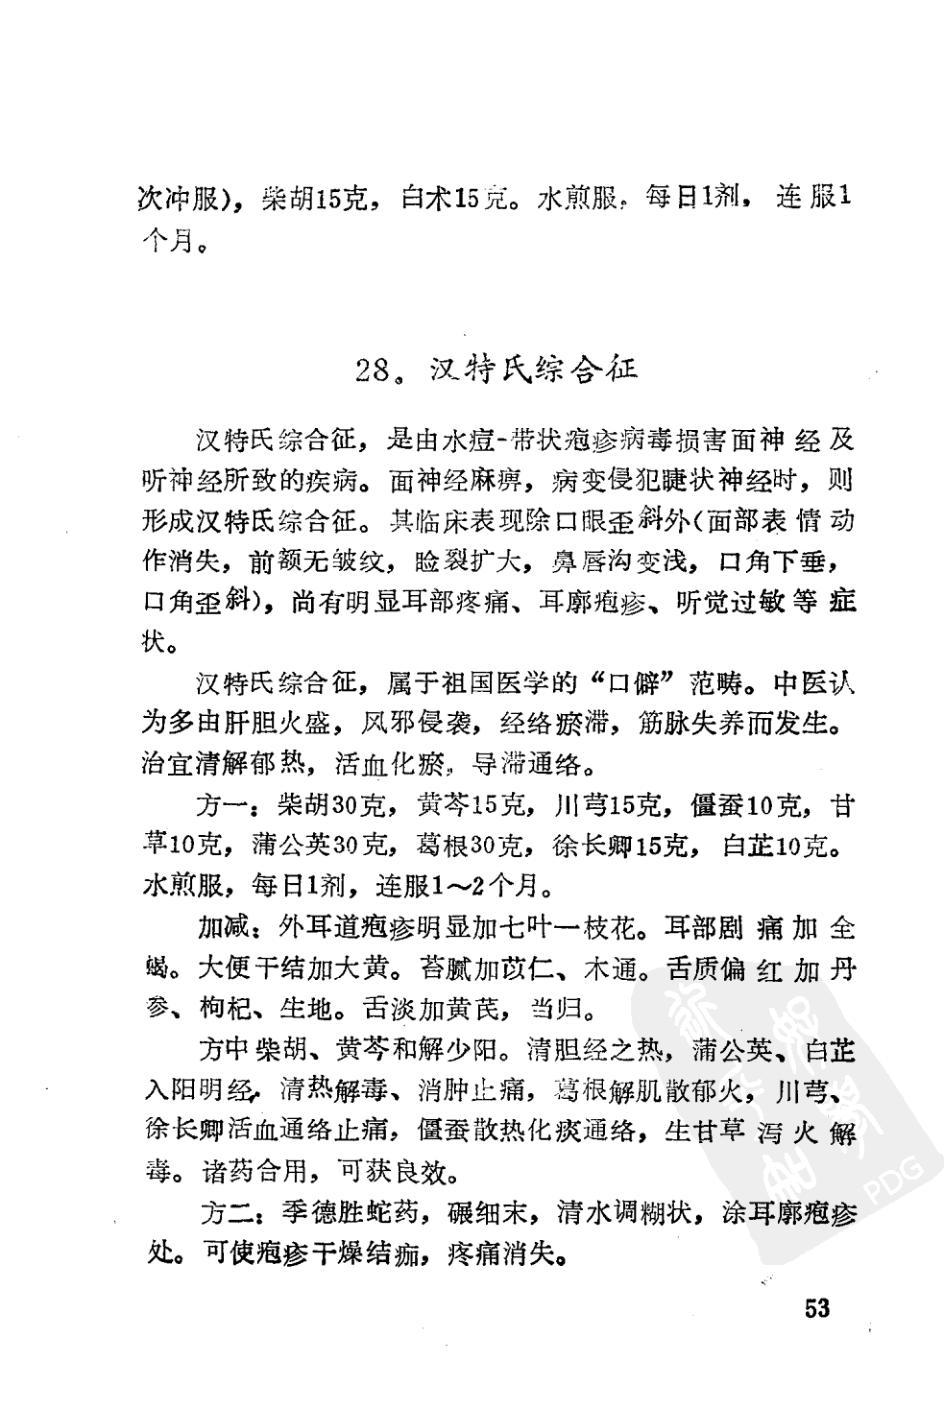 次冲服），柴胡15克，白术15克。水煎服，每日1剂，连服1
个月。
28。汉特氏综合征
汉特氏综合征，是由水痘-带状疱疹病毒损害面神经及
听神经所致的疾病。面神经麻痹，病变侵犯睫状神经时，则
形成汉特氏综合征。其临床表现除口眼歪斜外（面部表情动
作消失，前额无皱纹，睑裂扩大，鼻唇沟变浅，口角下垂，
口角歪斜），尚有明显耳部疼痛、耳廓疱疹、听觉过敏等症
状。
汉特氏综合征，属于祖国医学的“口僻”范畴。中医认
为多由肝胆火盛，风邪侵袭，经络瘀滞，筋脉失养而发生。
治宜清解郁热，活血化瘀，导滞通络。
方一：柴胡30克，黄芩15克，川芎15克，僵蚕10克，甘
草10克，蒲公英30克，葛根30克，徐长卿15克，白芷10克。
水煎服，每日1剂，连服1～2个月。
加减：外耳道疱疹明显加七叶一枝花。耳部剧痛加全
蝎。大便干结加大黄。苔腻加苡仁、木通。舌质偏红加丹
参、枸杞、生地。舌淡加黄芪，当归。
方中柴胡、黄芩和解少阳。清胆经之热，蒲公英、白芷
入阳明经，清热解毒、消肿止痛，葛根解肌散郁火，川芎、
徐长卿活血通络止痛，僵蚕散热化痰通络，生甘草泻火解
毒。诸药合用，可获良效。
方二：季德胜蛇药，碾细末，清水调糊状，涂耳廓疱疹
处。可使疱疹干燥结痂，疼痛消失。
PDG
53